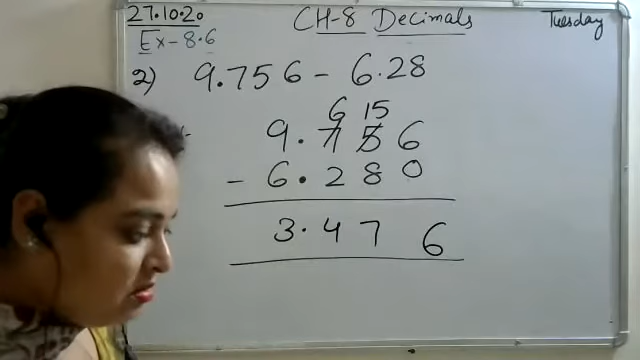 27.10.20 CH-8 Decimals Tuesday
Ex-8.6
2) 9.756 - 6.28
6 15
9.756
- 6.280
3.476